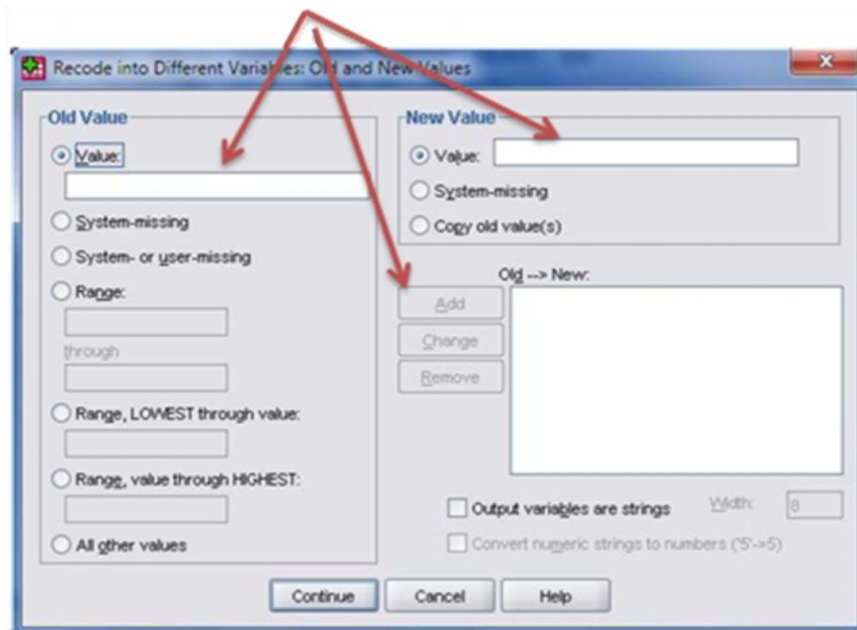 Recode into Different Variables: Old and New Values
Old Value
Value:
System-missing
System- or user-missing
Range:
through
Range, LOWEST through value:
Range, value through HIGHEST:
All other values
New Value
Value:
System-missing
Copy old value(s)
Old --> New:
Add
Change
Remove
Output variables are strings Width: 8
Convert numeric strings to numbers ('5'->5)
Continue Cancel Help